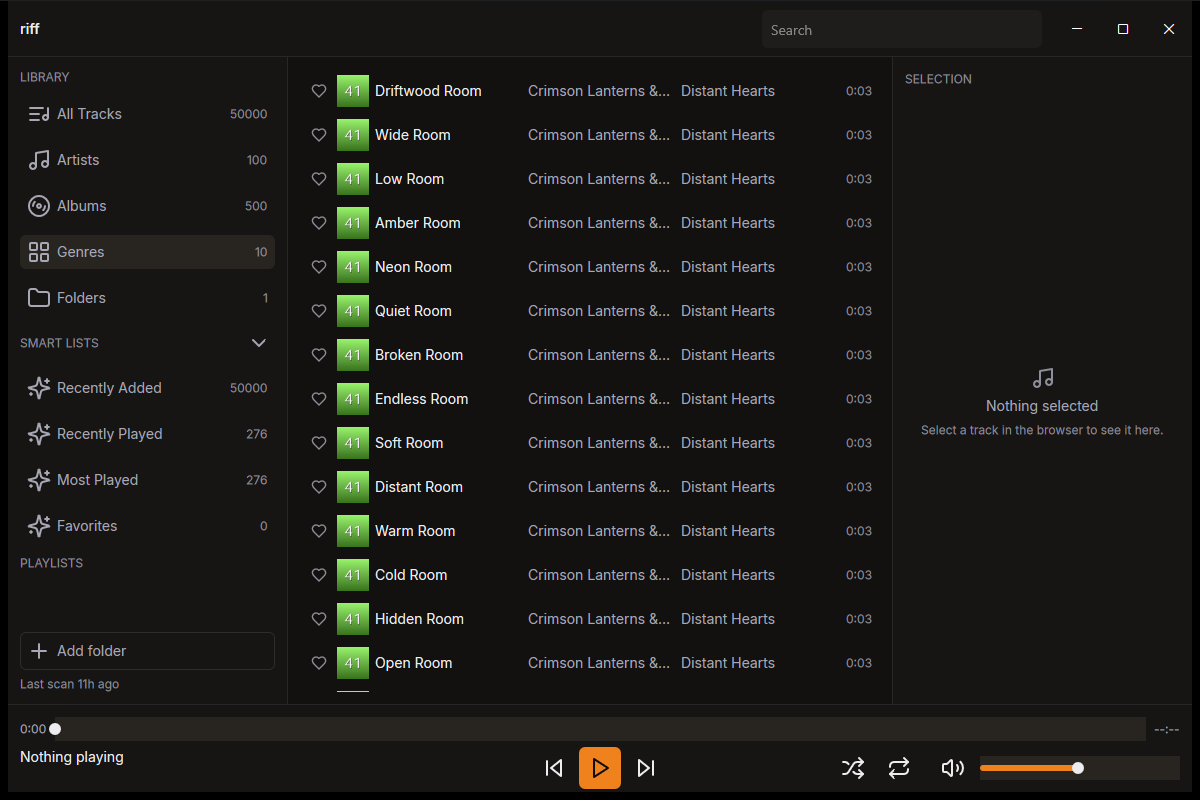 riff
Search
LIBRARY
All Tracks 50000
Artists 100
Albums 500
Genres 10
Folders 1
SMART LISTS
Recently Added 50000
Recently Played 276
Most Played 276
Favorites 0
PLAYLISTS
Add folder
Last scan 11h ago
41 Driftwood Room Crimson Lanterns &... Distant Hearts 0:03
41 Wide Room Crimson Lanterns &... Distant Hearts 0:03
41 Low Room Crimson Lanterns &... Distant Hearts 0:03
41 Amber Room Crimson Lanterns &... Distant Hearts 0:03
41 Neon Room Crimson Lanterns &... Distant Hearts 0:03
41 Quiet Room Crimson Lanterns &... Distant Hearts 0:03
41 Broken Room Crimson Lanterns &... Distant Hearts 0:03
41 Endless Room Crimson Lanterns &... Distant Hearts 0:03
41 Soft Room Crimson Lanterns &... Distant Hearts 0:03
41 Distant Room Crimson Lanterns &... Distant Hearts 0:03
41 Warm Room Crimson Lanterns &... Distant Hearts 0:03
41 Cold Room Crimson Lanterns &... Distant Hearts 0:03
41 Hidden Room Crimson Lanterns &... Distant Hearts 0:03
41 Open Room Crimson Lanterns &... Distant Hearts 0:03
SELECTION
Nothing selected
Select a track in the browser to see it here.
0:00 --:--
Nothing playing